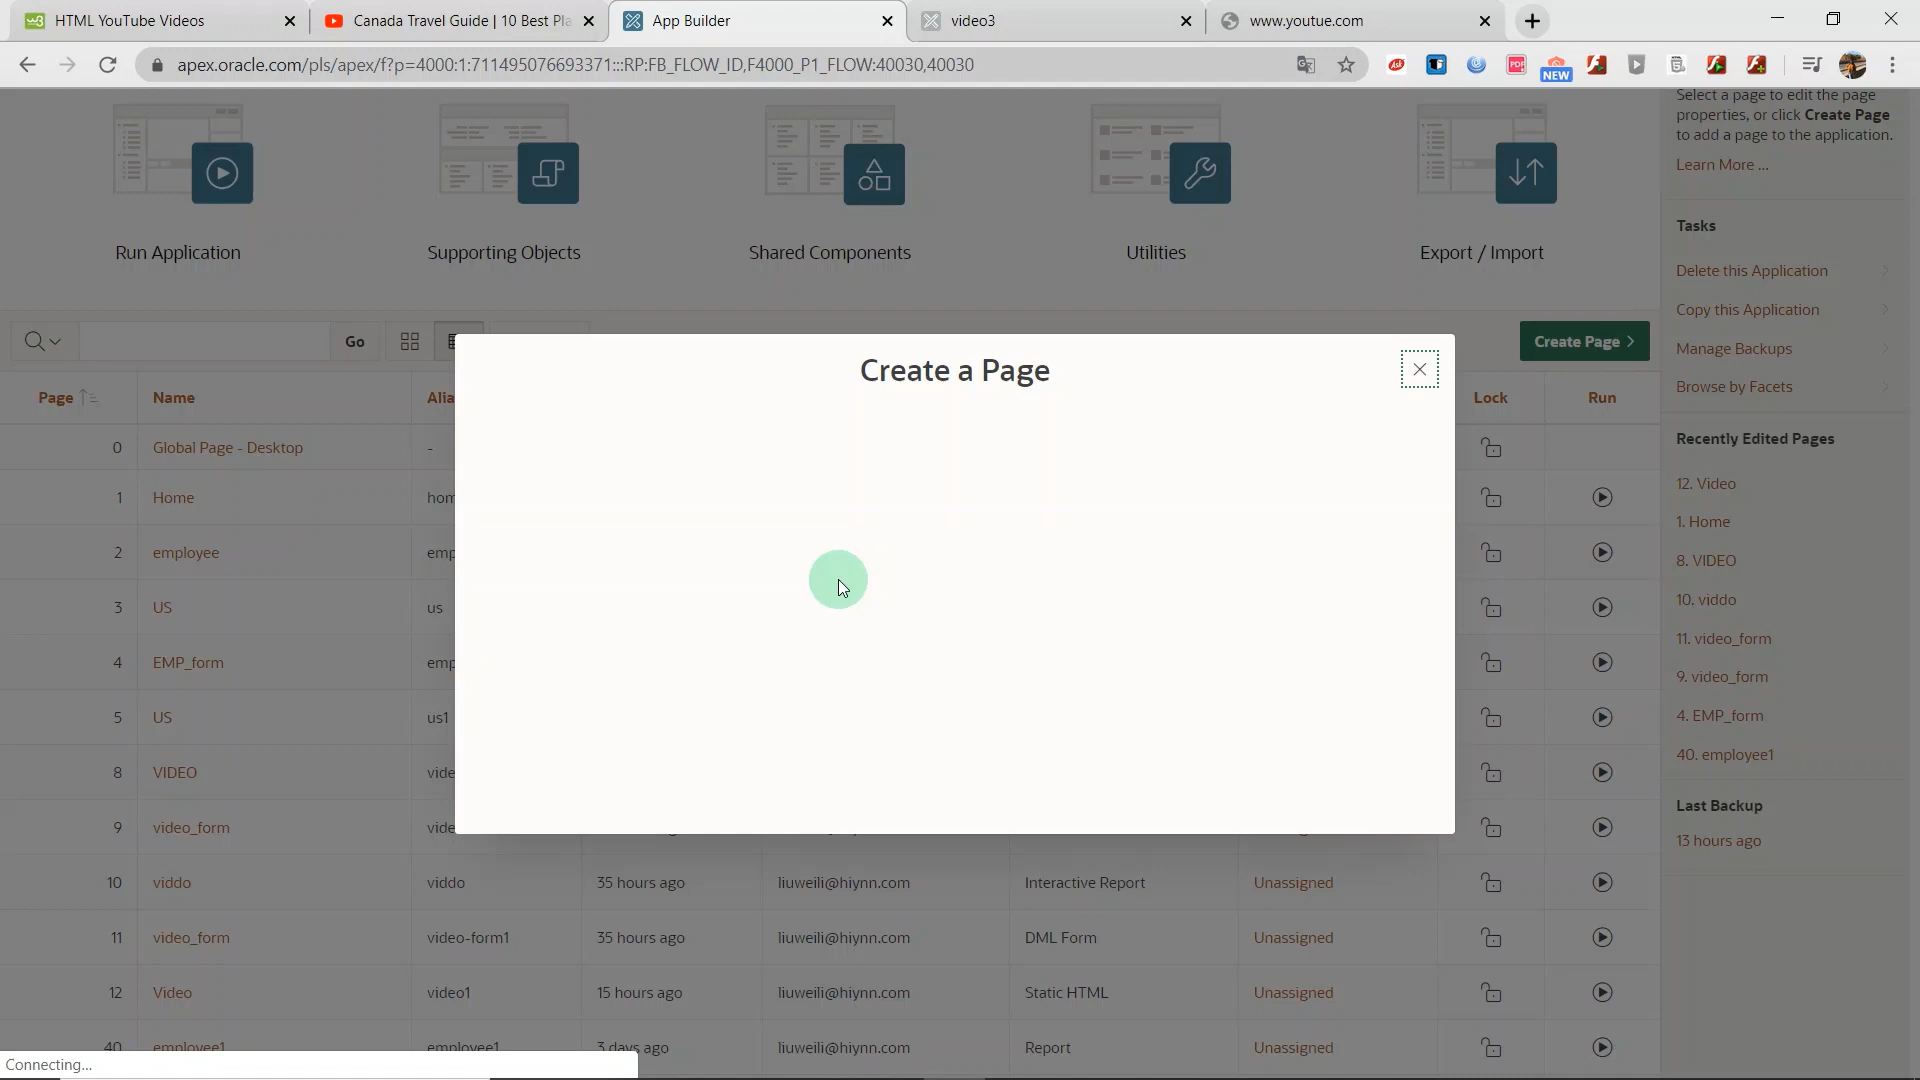 HTML YouTube Videos
Canada Travel Guide | 10 Best Pla
App Builder
video3
www.youtue.com
apex.oracle.com/pls/apex/f?p=4000:1:711495076693371:::RP:FB_FLOW_ID,F4000_P1_FLOW:40030,40030
Ask
PDF
NEW
Run Application
Supporting Objects
Shared Components
Utilities
Export / Import
Select a page to edit the page
properties, or click Create Page
to add a page to the application.
Learn More ...
Tasks
Delete this Application
Copy this Application
Manage Backups
Browse by Facets
Recently Edited Pages
12. Video
1. Home
8. VIDEO
10. viddo
11. video_form
9. video_form
4. EMP_form
40. employee1
Last Backup
13 hours ago
Go
Create Page
Create a Page
Page Name Alia Lock Run
0 Global Page - Desktop -
1 Home hom
2 employee emp
3 US us
4 EMP_form emp
5 US us1
8 VIDEO vide
9 video_form vide
10 viddo viddo 35 hours ago liuweili@hiynn.com Interactive Report Unassigned
11 video_form video-form1 35 hours ago liuweili@hiynn.com DML Form Unassigned
12 Video video1 15 hours ago liuweili@hiynn.com Static HTML Unassigned
40 employee1 employee1 3 days ago liuweili@hiynn.com Report Unassigned
Connecting...